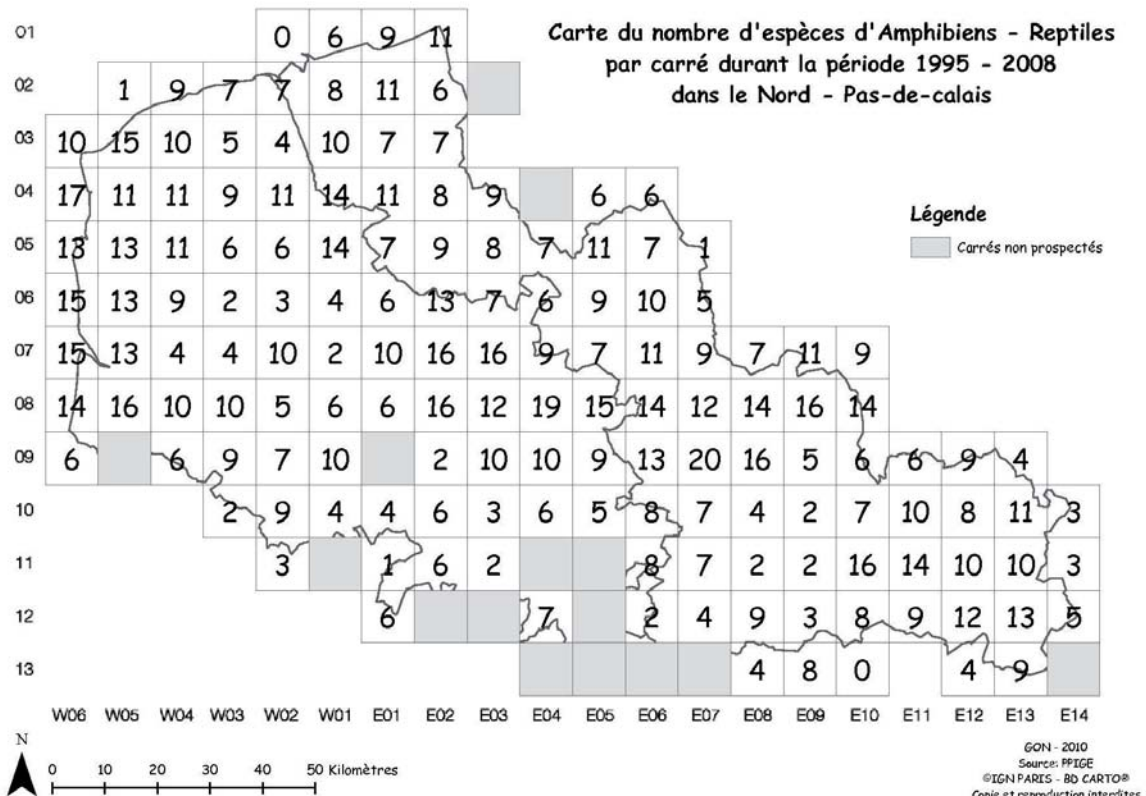 Carte du nombre d'espèces d'Amphibiens - Reptiles
par carré durant la période 1995 - 2008
dans le Nord - Pas-de-calais
01 0 6 9 11
02 1 9 7 7 8 11 6
03 10 15 10 5 4 10 7 7
04 17 11 11 9 11 14 11 8 9 6 6
Légende
Carrés non prospectés
05 13 13 11 6 6 14 7 9 8 7 11 7 1
06 15 13 9 2 3 4 6 13 7 6 9 10 5
07 15 13 4 4 10 2 10 16 16 9 7 11 9 7 11 9
08 14 16 10 10 5 6 6 16 12 19 15 14 12 14 16 14
09 6 6 9 7 10 2 10 10 9 13 20 16 5 6 6 9 4
10 2 9 4 4 6 3 6 5 8 7 4 2 7 10 8 11 3
11 3 1 6 2 8 7 2 2 16 14 10 10 3
12 6 7 2 4 9 3 8 9 12 13 5
13 4 8 0 4 9
W06 W05 W04 W03 W02 W01 E01 E02 E03 E04 E05 E06 E07 E08 E09 E10 E11 E12 E13 E14
N
0 10 20 30 40 50 Kilomètres
GON - 2010
Source: PPIGE
©IGN PARIS - BD CARTO®
Copie et reproduction interdites